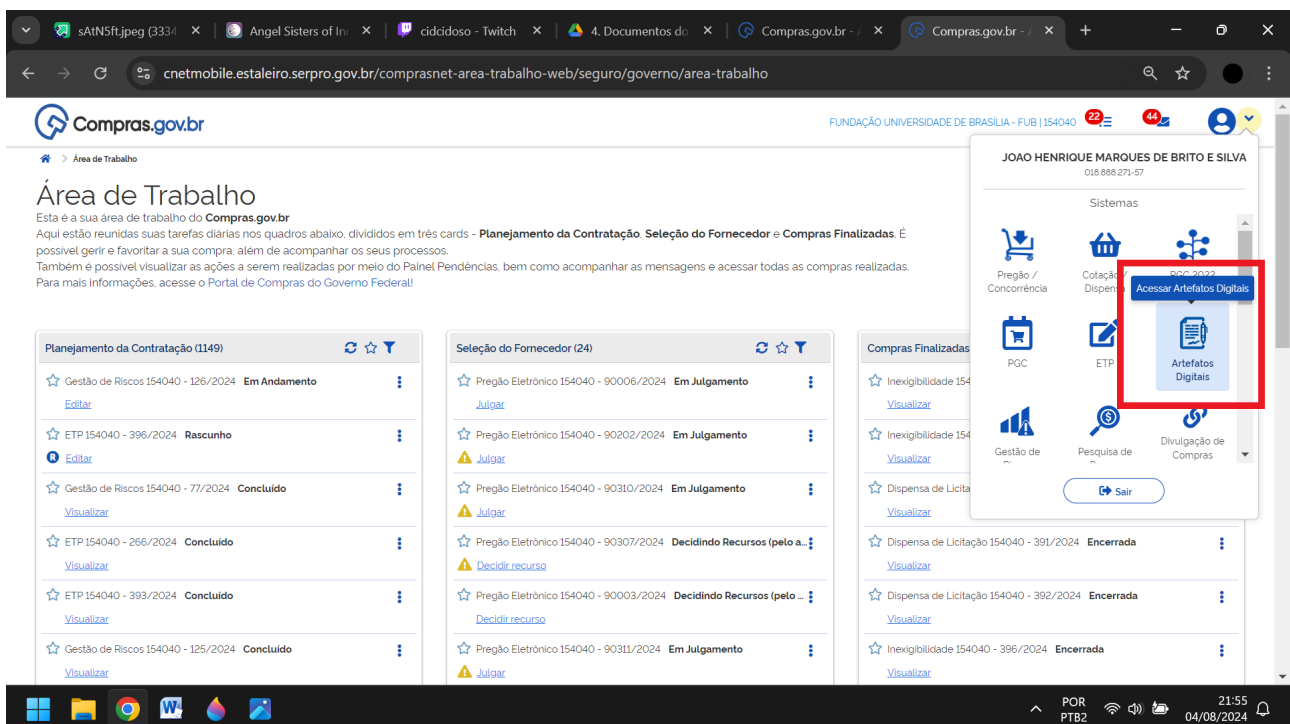 sAtN5ft.jpeg (3334
Angel Sisters of In
cidcidoso - Twitch
4. Documentos do
Compras.gov.br - /
Compras.gov.br - /
cnetmobile.estaleiro.serpro.gov.br/comprasnet-area-trabalho-web/seguro/governo/area-trabalho
Compras.gov.br
FUNDAÇÃO UNIVERSIDADE DE BRASÍLIA - FUB | 154040
22
44
Área de Trabalho
Área de Trabalho
Esta é a sua área de trabalho do Compras.gov.br
Aqui estão reunidas suas tarefas diárias nos quadros abaixo, divididos em três cards - Planejamento da Contratação, Seleção do Fornecedor e Compras Finalizadas. É
possível gerir e favoritar a sua compra, além de acompanhar os seus processos.
Também é possível visualizar as ações a serem realizadas por meio do Painel Pendências, bem como acompanhar as mensagens e acessar todas as compras realizadas.
Para mais informações, acesse o Portal de Compras do Governo Federal!
JOAO HENRIQUE MARQUES DE BRITO E SILVA
018.888.271-57
Sistemas
Pregão /
Concorrência
Cotação /
Dispensa
PGC 2022
Acessar Artefatos Digitais
PGC
ETP
Artefatos
Digitais
Gestão de
Pesquisa de
Divulgação de
Compras
Sair
Planejamento da Contratação (1149)
Gestão de Riscos 154040 - 126/2024 Em Andamento
Editar
ETP 154040 - 396/2024 Rascunho
R Editar
Gestão de Riscos 154040 - 77/2024 Concluído
Visualizar
ETP 154040 - 266/2024 Concluído
Visualizar
ETP 154040 - 393/2024 Concluído
Visualizar
Gestão de Riscos 154040 - 125/2024 Concluído
Visualizar
Seleção do Fornecedor (24)
Pregão Eletrônico 154040 - 90006/2024 Em Julgamento
Julgar
Pregão Eletrônico 154040 - 90202/2024 Em Julgamento
Julgar
Pregão Eletrônico 154040 - 90310/2024 Em Julgamento
Julgar
Pregão Eletrônico 154040 - 90307/2024 Decidindo Recursos (pelo a...
Decidir recurso
Pregão Eletrônico 154040 - 90003/2024 Decidindo Recursos (pelo ...
Decidir recurso
Pregão Eletrônico 154040 - 90311/2024 Em Julgamento
Julgar
Compras Finalizadas
Inexigibilidade 154
Visualizar
Inexigibilidade 154
Visualizar
Dispensa de Licita
Visualizar
Dispensa de Licitação 154040 - 391/2024 Encerrada
Visualizar
Dispensa de Licitação 154040 - 392/2024 Encerrada
Visualizar
Inexigibilidade 154040 - 396/2024 Encerrada
Visualizar
POR
PTB2
21:55
04/08/2024